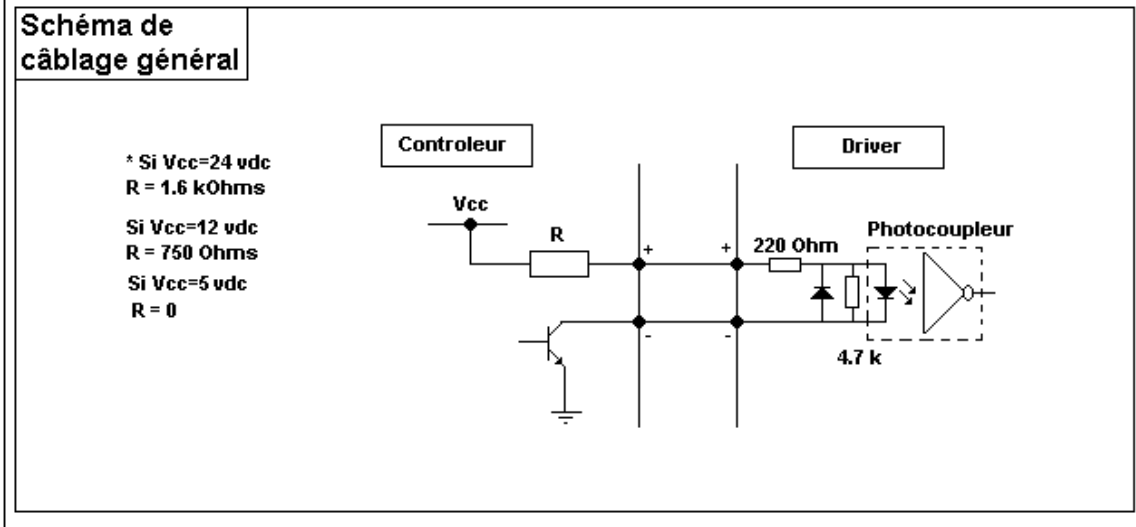 Schéma de
câblage général
* Si Vcc=24 vdc
R = 1.6 kOhms
Si Vcc=12 vdc
R = 750 Ohms
Si Vcc=5 vdc
R = 0
Controleur
Driver
Vcc
R
+
+
220 Ohm
Photocoupleur
-
-
4.7 k